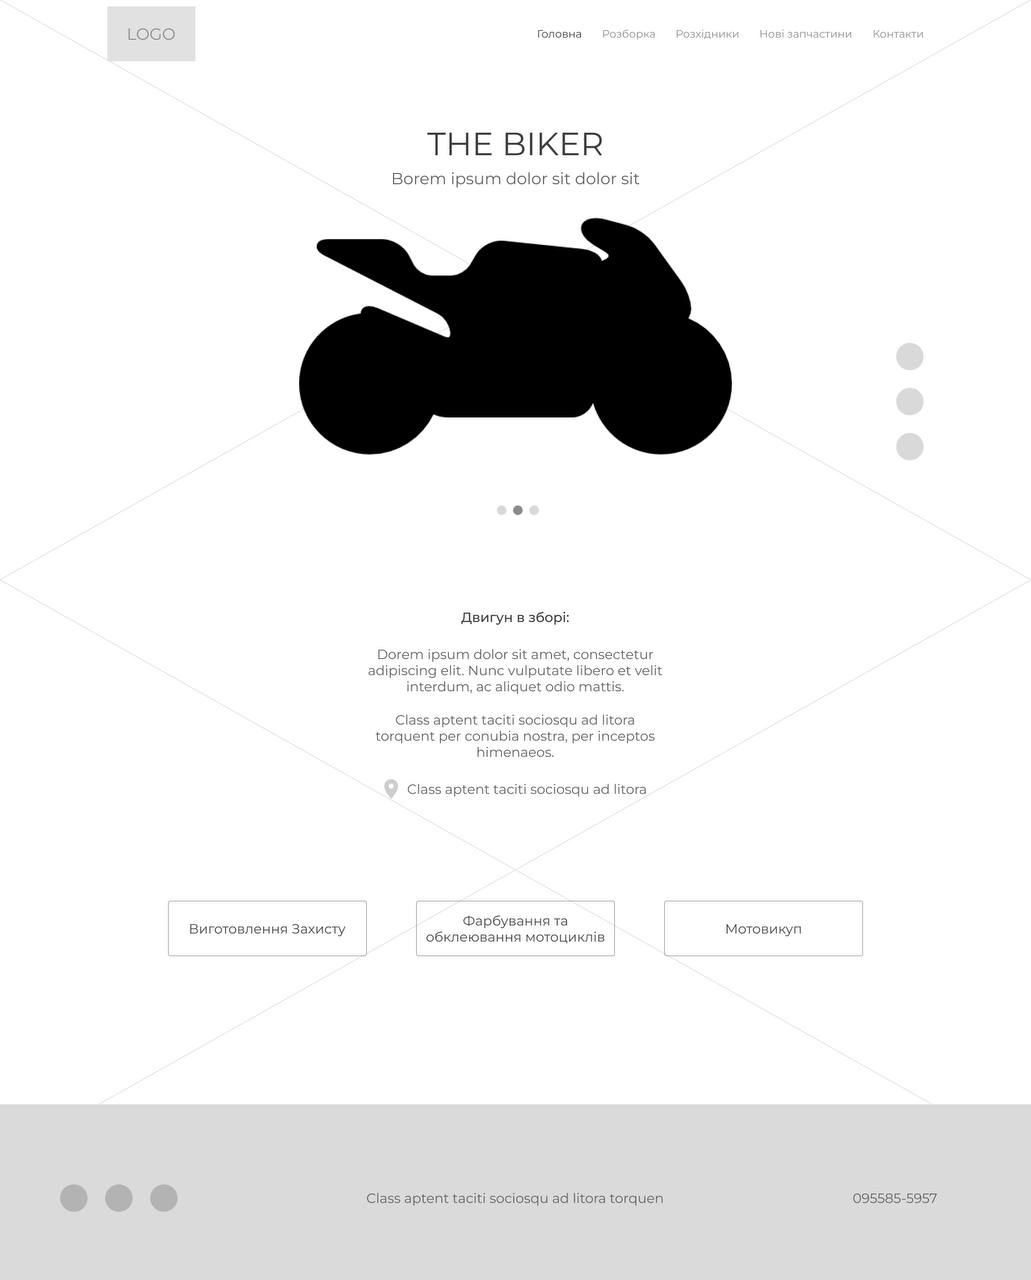 LOGO
Головна Розборка Розхідники Нові запчастини Контакти
THE BIKER
Borem ipsum dolor sit dolor sit
Двигун в зборі:
Dorem ipsum dolor sit amet, consectetur
adipiscing elit. Nunc vulputate libero et velit
interdum, ac aliquet odio mattis.
Class aptent taciti sociosqu ad litora
torquent per conubia nostra, per inceptos
himenaeos.
Class aptent taciti sociosqu ad litora
Виготовлення Захисту
Фарбування та
обклеювання мотоциклів
Мотовикуп
Class aptent taciti sociosqu ad litora torquen
095585-5957